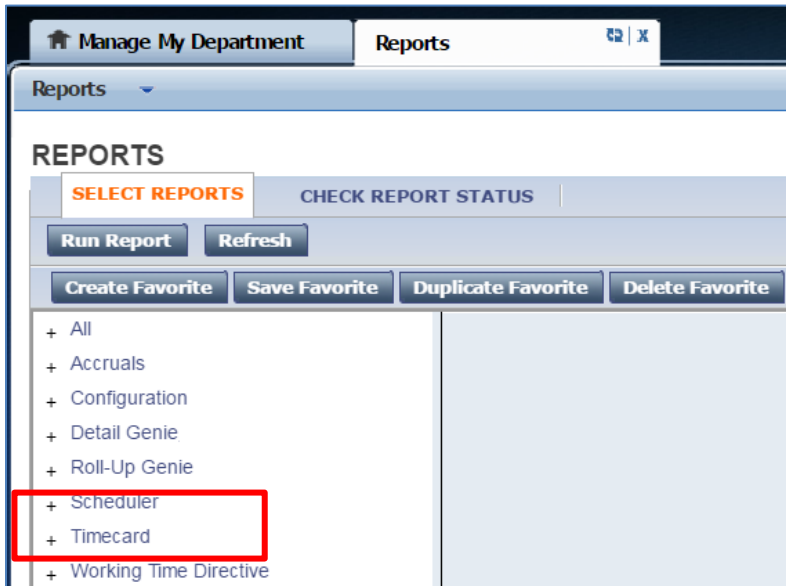 Manage My Department
Reports
X
Reports
REPORTS
SELECT REPORTS CHECK REPORT STATUS
Run Report Refresh
Create Favorite Save Favorite Duplicate Favorite Delete Favorite
+ All
+ Accruals
+ Configuration
+ Detail Genie
+ Roll-Up Genie
+ Scheduler
+ Timecard
+ Working Time Directive